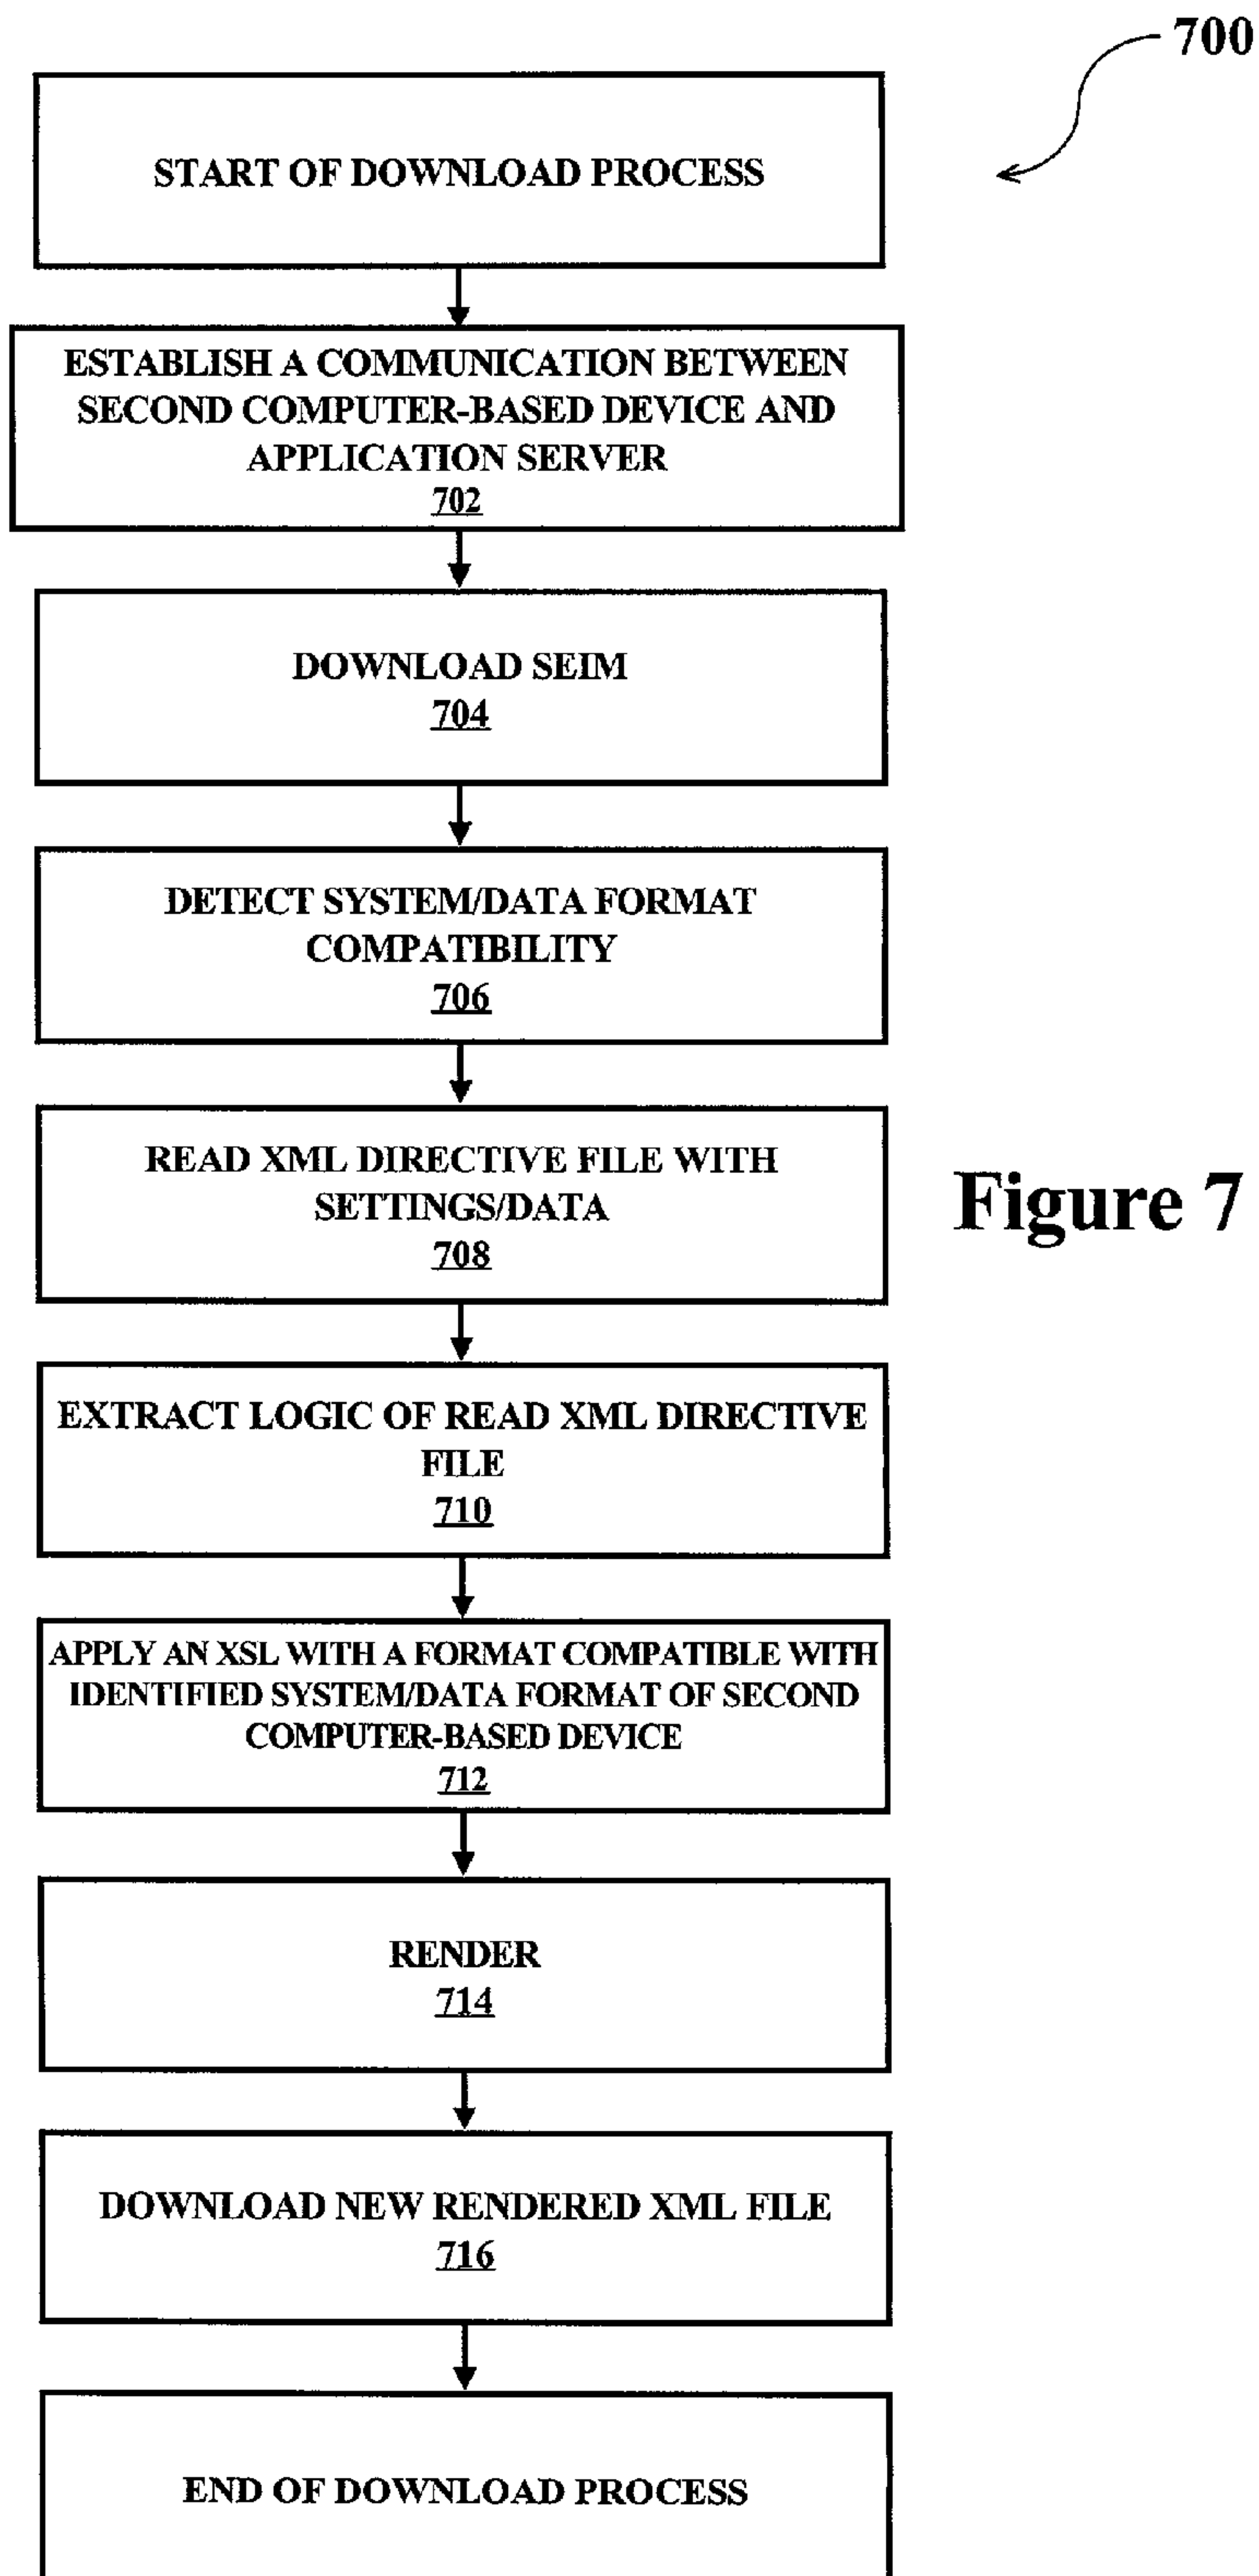 700
START OF DOWNLOAD PROCESS
ESTABLISH A COMMUNICATION BETWEEN
SECOND COMPUTER-BASED DEVICE AND
APPLICATION SERVER
702
DOWNLOAD SEIM
704
DETECT SYSTEM/DATA FORMAT
COMPATIBILITY
706
READ XML DIRECTIVE FILE WITH
SETTINGS/DATA
708
Figure 7
EXTRACT LOGIC OF READ XML DIRECTIVE
FILE
710
APPLY AN XSL WITH A FORMAT COMPATIBLE WITH
IDENTIFIED SYSTEM/DATA FORMAT OF SECOND
COMPUTER-BASED DEVICE
712
RENDER
714
DOWNLOAD NEW RENDERED XML FILE
716
END OF DOWNLOAD PROCESS